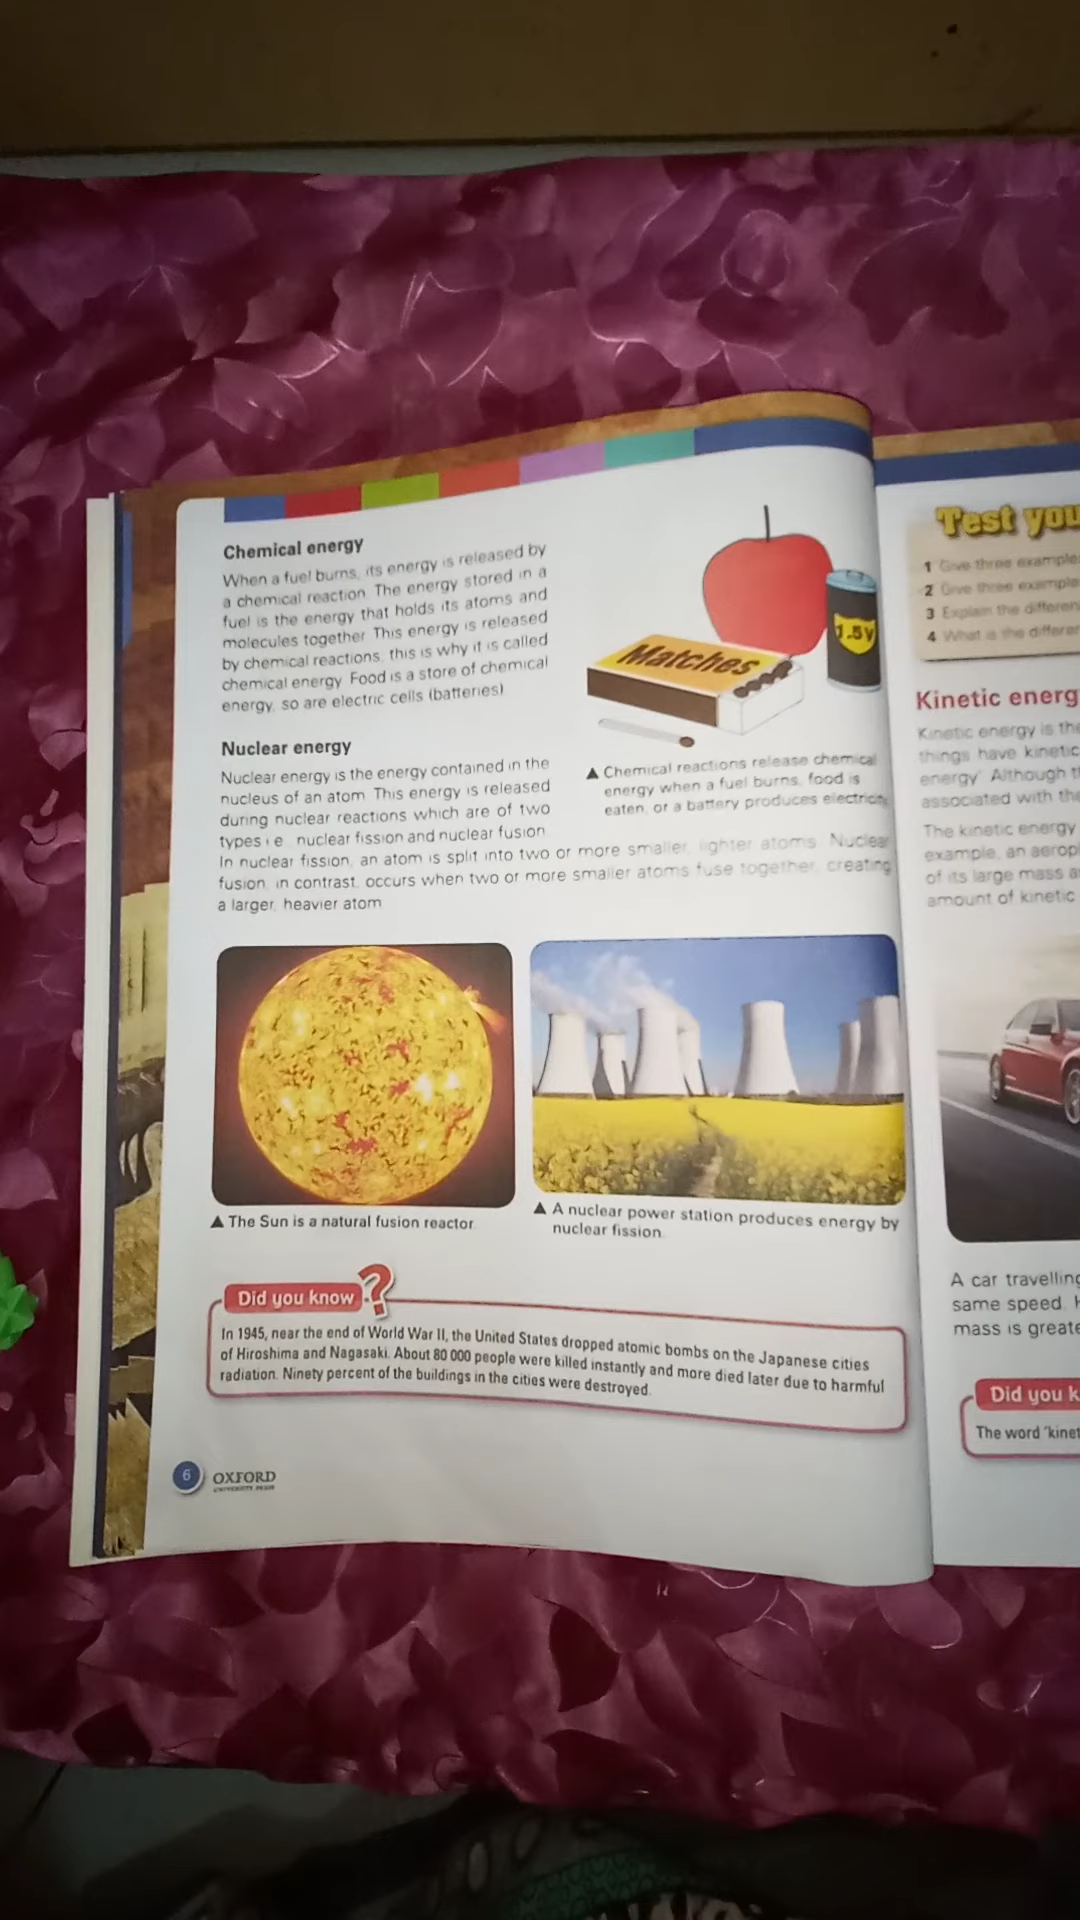 Chemical energy
When a fuel burns, its energy is released by
a chemical reaction. The energy stored in a
fuel is the energy that holds its atoms and
molecules together. This energy is released
by chemical reactions, this is why it is called
chemical energy. Food is a store of chemical
energy, so are electric cells (batteries).
Matches
1.5V
Chemical reactions release chemical
energy when a fuel burns, food is
eaten, or a battery produces
Nuclear energy
Nuclear energy is the energy contained in the
nucleus of an atom. This energy is released
during nuclear reactions which are of two
types i.e. nuclear fission and nuclear fusion.
In nuclear fission, an atom is split into two or more smaller, lighter atoms. Nuclear
fusion, in contrast, occurs when two or more smaller atoms fuse together, creating
a larger, heavier atom.
The Sun is a natural fusion reactor.
A nuclear power station produces energy by
nuclear fission.
Did you know?
In 1945, near the end of World War II, the United States dropped atomic bombs on the Japanese cities
of Hiroshima and Nagasaki. About 80 000 people were killed instantly and more died later due to harmful
radiation. Ninety percent of the buildings in the cities were destroyed.
6 OXFORD
UNIVERSITY PRESS
Test you
1 Give three example
2 Give three example
3 Explain the differen
4 What is the differen
Kinetic energ
Kinetic energy is the
things have kinetic
energy'. Although th
associated with the
The kinetic energy
example, an aerop
of its large mass a
amount of kinetic
A car travelling
same speed. H
mass is greate
Did you k
The word 'kinet